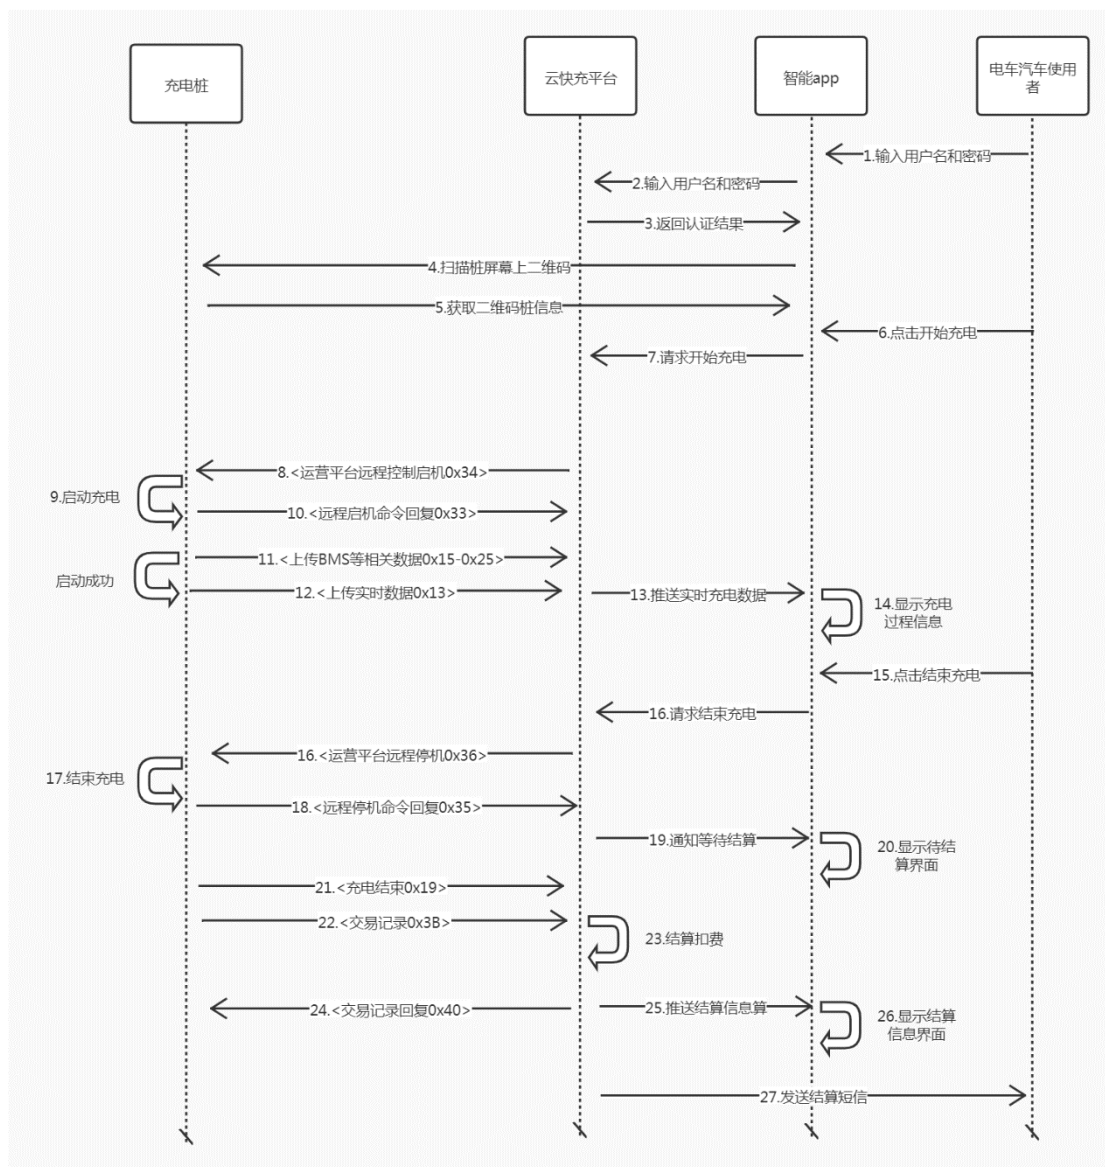 充电桩
云快充平台
智能app
电车汽车使用
者
1.输入用户名和密码
2.输入用户名和密码
3.返回认证结果
4.扫描桩屏幕上二维码
5.获取二维码桩信息
6.点击开始充电
7.请求开始充电
8.<运营平台远程控制启机0x34>
9.启动充电
10.<远程启机命令回复0x33>
11.<上传BMS等相关数据0x15-0x25>
启动成功
12.<上传实时数据0x13>
13.推送实时充电数据
14.显示充电
过程信息
15.点击结束充电
16.请求结束充电
16.<运营平台远程停机0x36>
17.结束充电
18.<远程停机命令回复0x35>
19.通知等待结算
20.显示待结
算界面
21.<充电结束0x19>
22.<交易记录0x3B>
23.结算扣费
24.<交易记录回复0x40>
25.推送结算信息算
26.显示结算
信息界面
27.发送结算短信